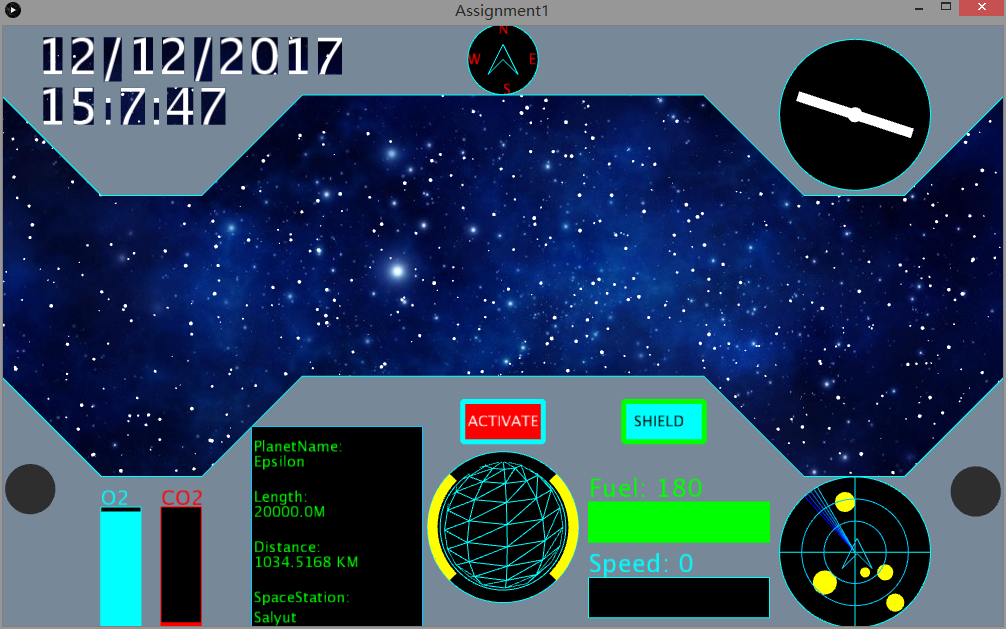 Assignment1
12/12/2017
15:7:47
N
W E
S
ACTIVATE
SHIELD
PlanetName:
Epsilon
Length:
20000.0M
Distance:
1034.5168 KM
SpaceStation:
Salyut
O2 CO2
Fuel: 180
Speed: 0